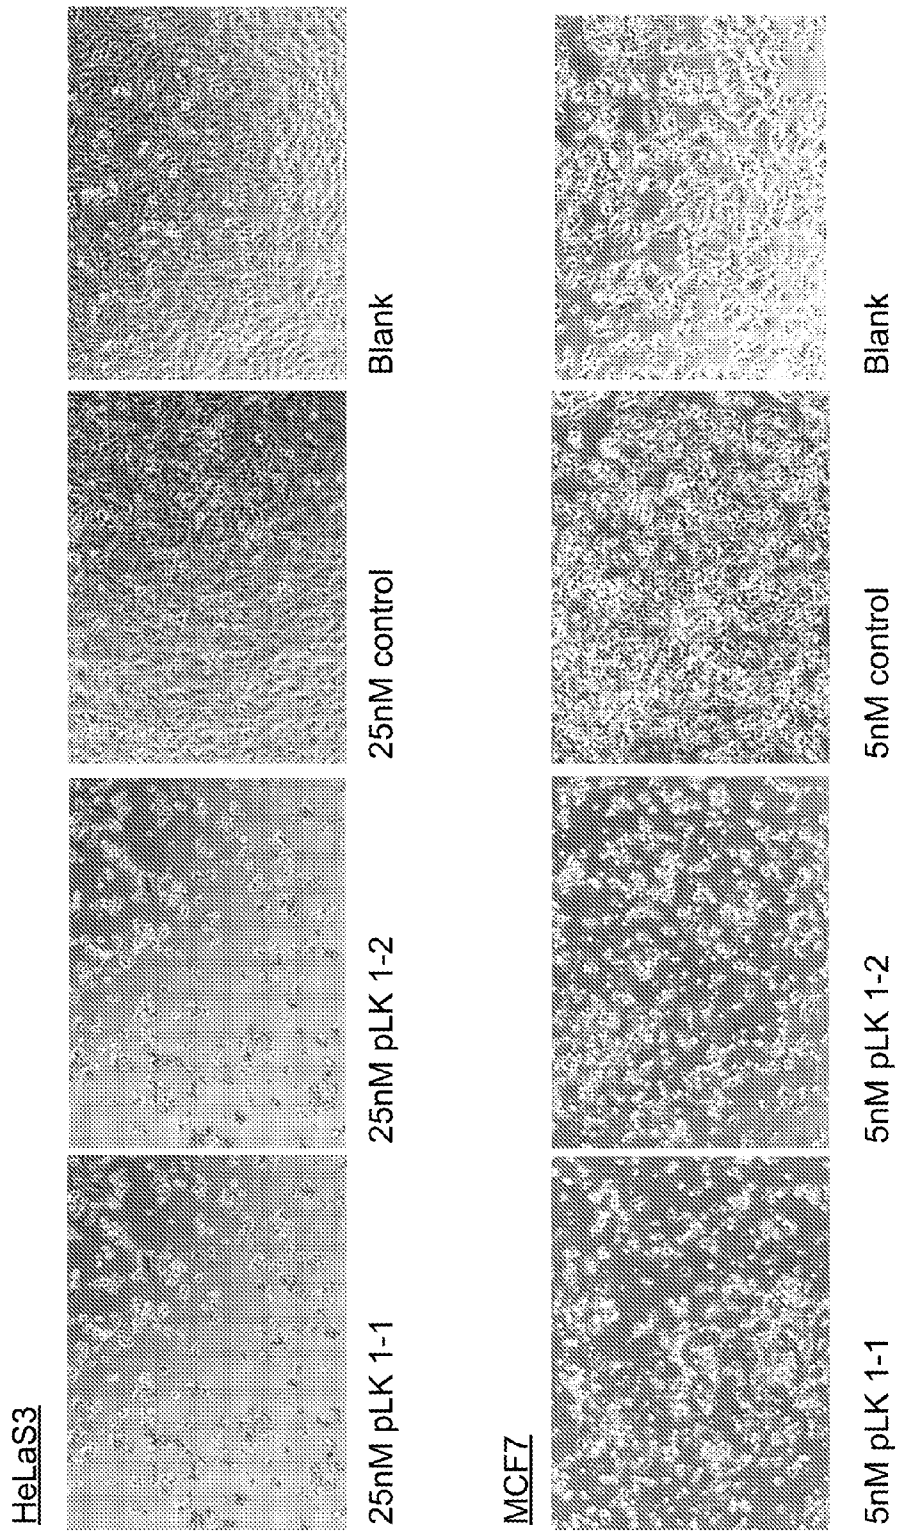 HeLaS3
25nM pLK 1-1
25nM pLK 1-2
25nM control
Blank
MCF7
5nM pLK 1-1
5nM pLK 1-2
5nM control
Blank